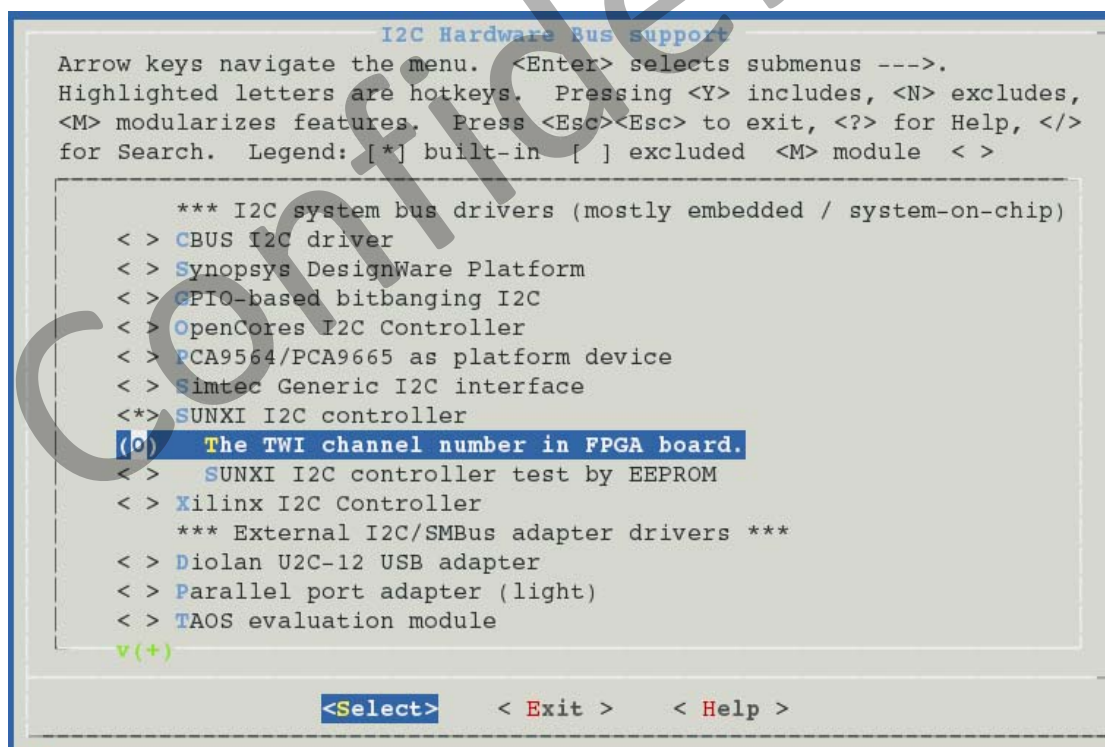 I2C Hardware Bus support
Arrow keys navigate the menu. <Enter> selects submenus --->.
Highlighted letters are hotkeys. Pressing <Y> includes, <N> excludes,
<M> modularizes features. Press <Esc><Esc> to exit, <?> for Help, </>
for Search. Legend: [*] built-in [ ] excluded <M> module < >
*** I2C system bus drivers (mostly embedded / system-on-chip)
< > CBUS I2C driver
< > Synopsys DesignWare Platform
< > GPIO-based bitbanging I2C
< > OpenCores I2C Controller
< > PCA9564/PCA9665 as platform device
< > Simtec Generic I2C interface
<*> SUNXI I2C controller
(0) The TWI channel number in FPGA board.
< > SUNXI I2C controller test by EEPROM
< > Xilinx I2C Controller
*** External I2C/SMBus adapter drivers ***
< > Diolan U2C-12 USB adapter
< > Parallel port adapter (light)
< > TAOS evaluation module
v(+)
<Select> < Exit > < Help >
Confide